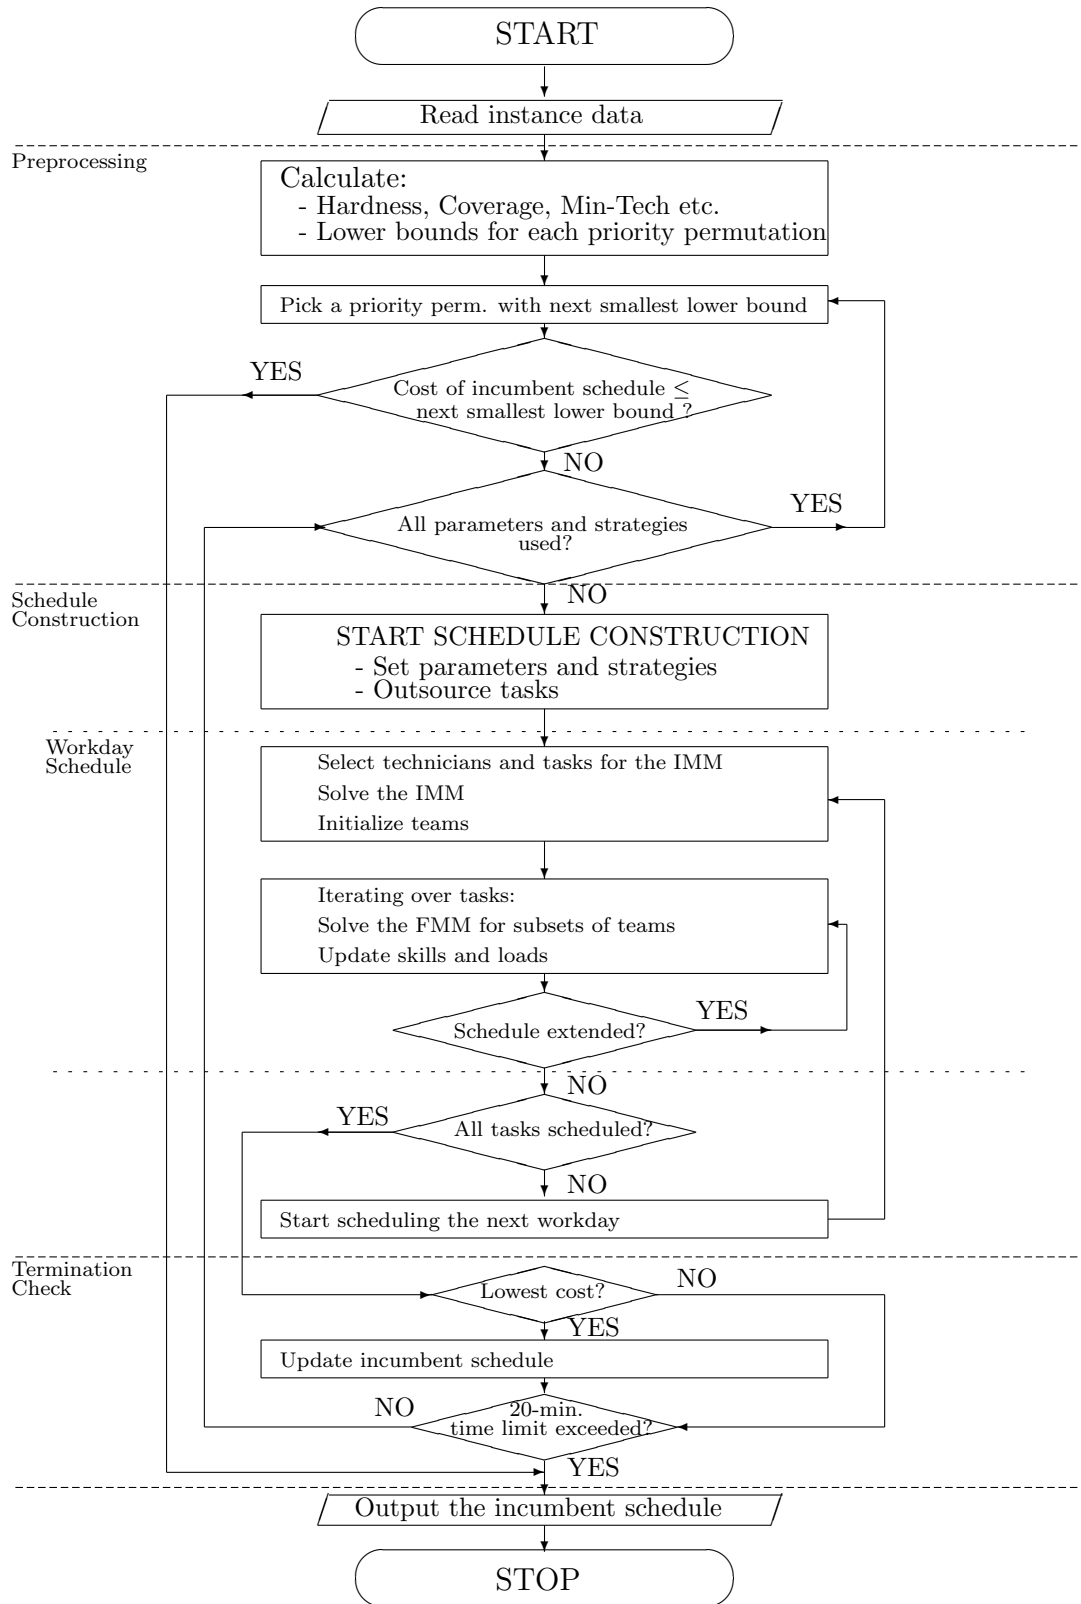 START
Read instance data
Preprocessing
Calculate:
- Hardness, Coverage, Min-Tech etc.
- Lower bounds for each priority permutation
Pick a priority perm. with next smallest lower bound
YES
Cost of incumbent schedule ≤
next smallest lower bound ?
NO
YES
All parameters and strategies
used?
NO
Schedule
Construction
START SCHEDULE CONSTRUCTION
- Set parameters and strategies
- Outsource tasks
Workday
Schedule
Select technicians and tasks for the IMM
Solve the IMM
Initialize teams
Iterating over tasks:
Solve the FMM for subsets of teams
Update skills and loads
YES
Schedule extended?
NO
YES
All tasks scheduled?
NO
Start scheduling the next workday
Termination
Check
Lowest cost?
NO
YES
Update incumbent schedule
NO
20-min.
time limit exceeded?
YES
Output the incumbent schedule
STOP